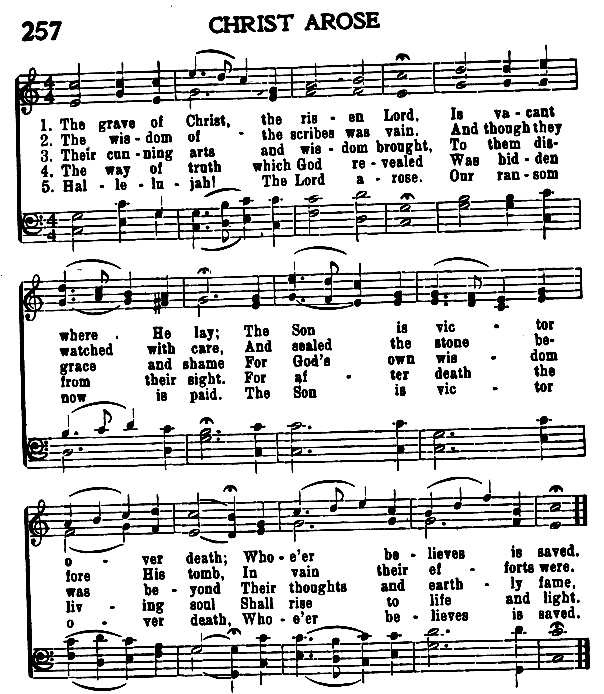 257
CHRIST AROSE
1. The grave of Christ, the ris - en Lord, Is va - cant
2. The wis - dom of - the scribes was vain. And though they
3. Their cun - ning arts and wis - dom brought, To them dis-
4. The way of truth which God re - vealed Was hid - den
5. Hal - le - lu - jah! The Lord a - rose. Our ran - som
where . He lay; The Son is vic - tor
watched with care, And sealed the stone be-
grace and shame For God's own wis - dom
from their sight. For af - ter death the
now is paid. The Son is vic - tor
o - ver death; Who - e'er be - lieves is saved.
fore His tomb, In vain their ef - forts were.
was be - yond Their thoughts and earth - ly fame,
liv - ing soul Shall rise to life and light.
o - ver death, Who - e'er be - lieves is saved.